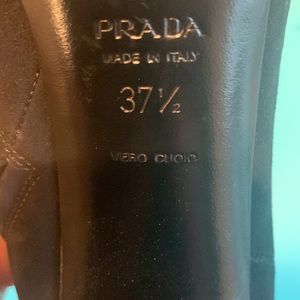 PRADA
MADE IN ITALY
37½
VERO CUOIO